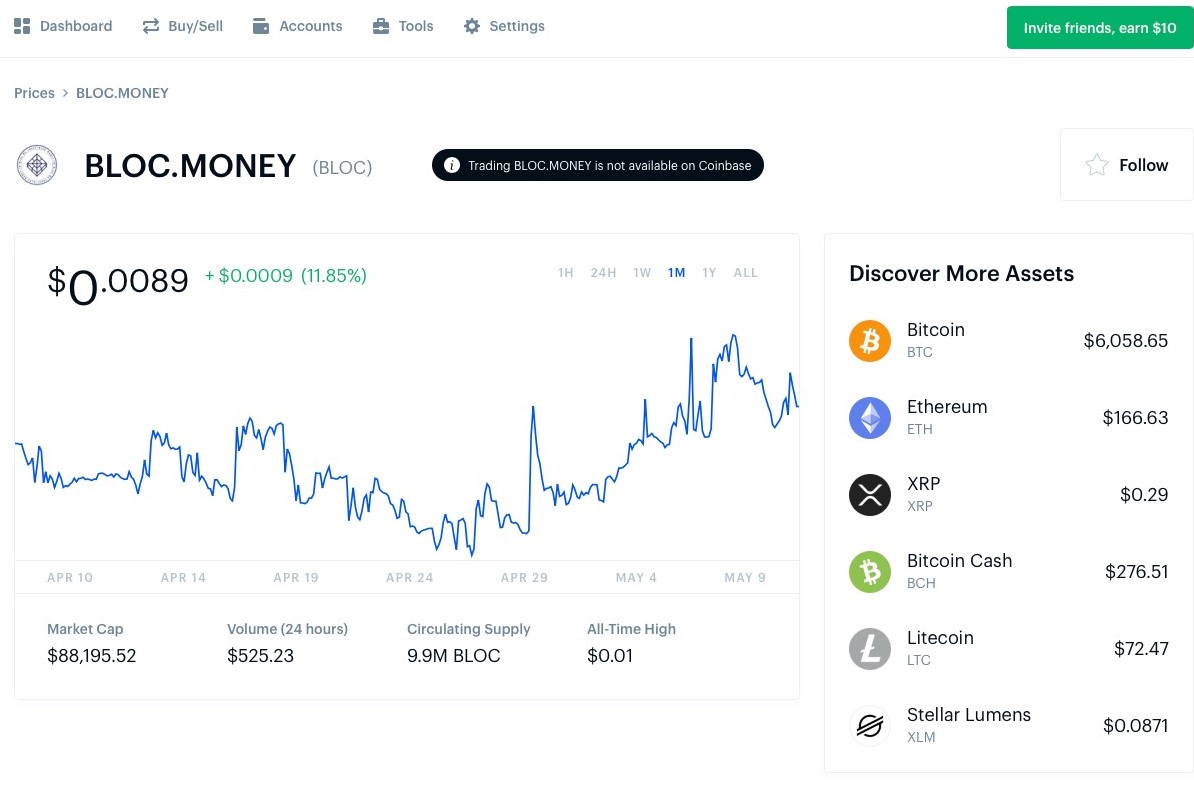 Dashboard Buy/Sell Accounts Tools Settings Invite friends, earn $10
Prices > BLOC.MONEY
BLOC.MONEY (BLOC) Trading BLOC.MONEY is not available on Coinbase Follow
$0.0089 + $0.0009 (11.85%) 1H 24H 1W 1M 1Y ALL
APR 10 APR 14 APR 19 APR 24 APR 29 MAY 4 MAY 9
Market Cap Volume (24 hours) Circulating Supply All-Time High
$88,195.52 $525.23 9.9M BLOC $0.01
Discover More Assets
Bitcoin
BTC
$6,058.65
Ethereum
ETH
$166.63
XRP
XRP
$0.29
Bitcoin Cash
BCH
$276.51
Litecoin
LTC
$72.47
Stellar Lumens
XLM
$0.0871